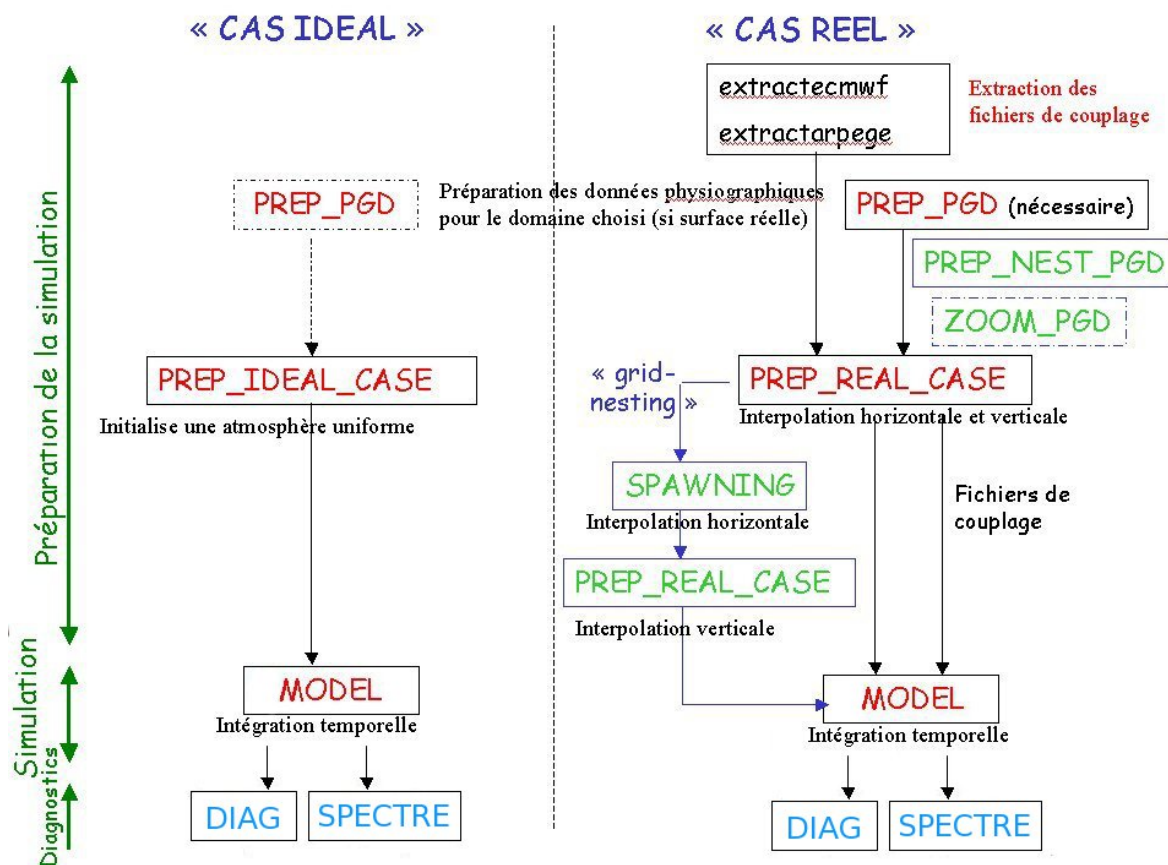 « CAS IDEAL »
« CAS REEL »
extractecmwf
extractarpege
Extraction des
fichiers de couplage
PREP_PGD
Préparation des données physiographiques
pour le domaine choisi (si surface réelle)
PREP_PGD (nécessaire)
PREP_NEST_PGD
ZOOM_PGD
Préparation de la simulation
PREP_IDEAL_CASE
Initialise une atmosphère uniforme
« grid-
nesting »
PREP_REAL_CASE
Interpolation horizontale et verticale
SPAWNING
Interpolation horizontale
Fichiers de
couplage
PREP_REAL_CASE
Interpolation verticale
Simulation
MODEL
Intégration temporelle
MODEL
Intégration temporelle
Diagnostics
DIAG
SPECTRE
DIAG
SPECTRE